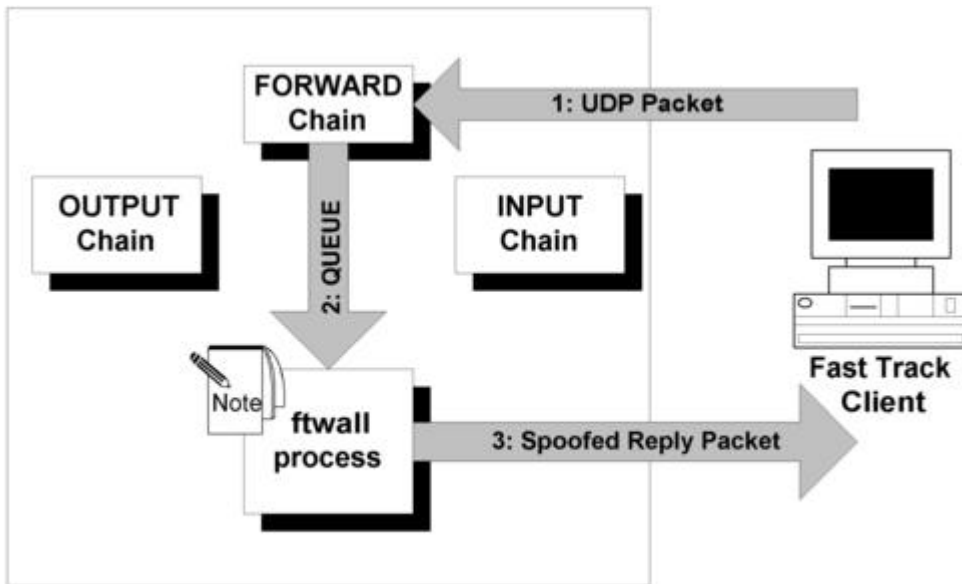 FORWARD
Chain
1: UDP Packet
OUTPUT
Chain
INPUT
Chain
2: QUEUE
Note
ftwall
process
Fast Track
Client
3: Spoofed Reply Packet